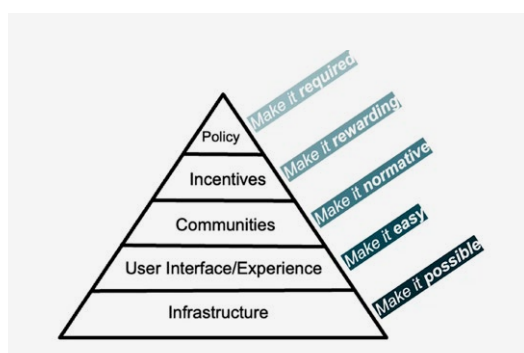 Make it required
Policy
Make it rewarding
Incentives
Make it normative
Communities
Make it easy
User Interface/Experience
Make it possible
Infrastructure